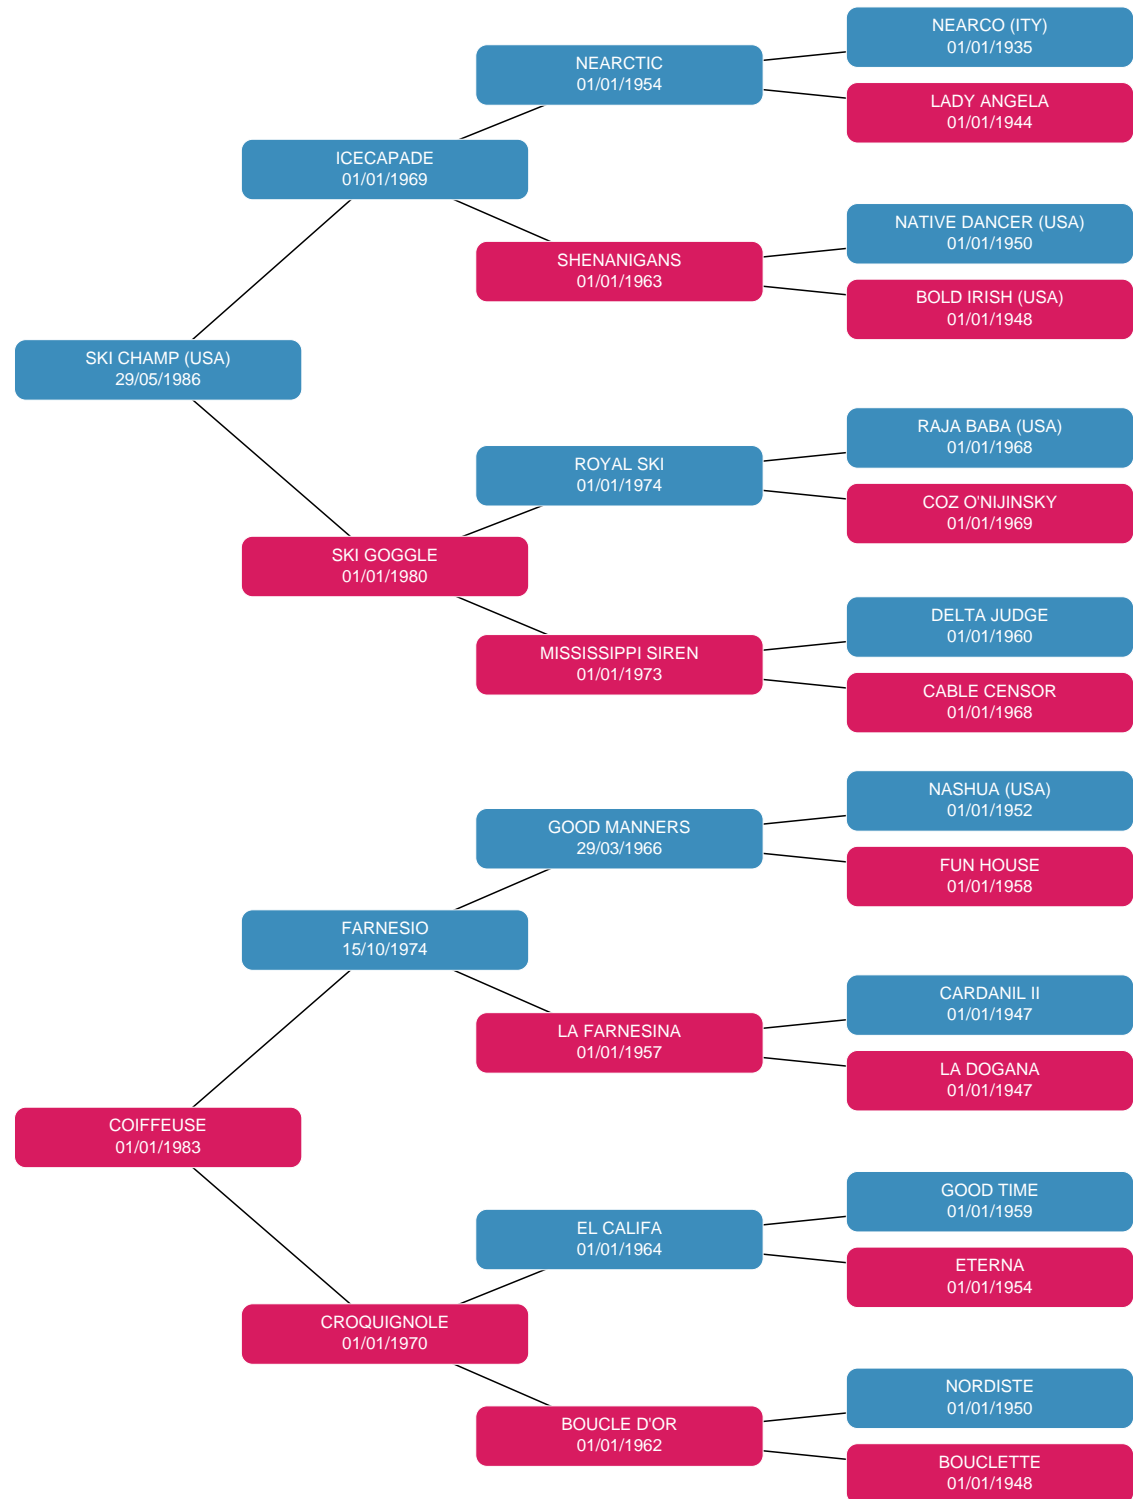 NEARCO (ITY)
01/01/1935
NEARCTIC
01/01/1954
LADY ANGELA
01/01/1944
ICECAPADE
01/01/1969
NATIVE DANCER (USA)
01/01/1950
SHENANIGANS
01/01/1963
BOLD IRISH (USA)
01/01/1948
SKI CHAMP (USA)
29/05/1986
RAJA BABA (USA)
01/01/1968
ROYAL SKI
01/01/1974
COZ O'NIJINSKY
01/01/1969
SKI GOGGLE
01/01/1980
DELTA JUDGE
01/01/1960
MISSISSIPPI SIREN
01/01/1973
CABLE CENSOR
01/01/1968
NASHUA (USA)
01/01/1952
GOOD MANNERS
29/03/1966
FUN HOUSE
01/01/1958
FARNESIO
15/10/1974
CARDANIL II
01/01/1947
LA FARNESINA
01/01/1957
LA DOGANA
01/01/1947
COIFFEUSE
01/01/1983
GOOD TIME
01/01/1959
EL CALIFA
01/01/1964
ETERNA
01/01/1954
CROQUIGNOLE
01/01/1970
NORDISTE
01/01/1950
BOUCLE D'OR
01/01/1962
BOUCLETTE
01/01/1948